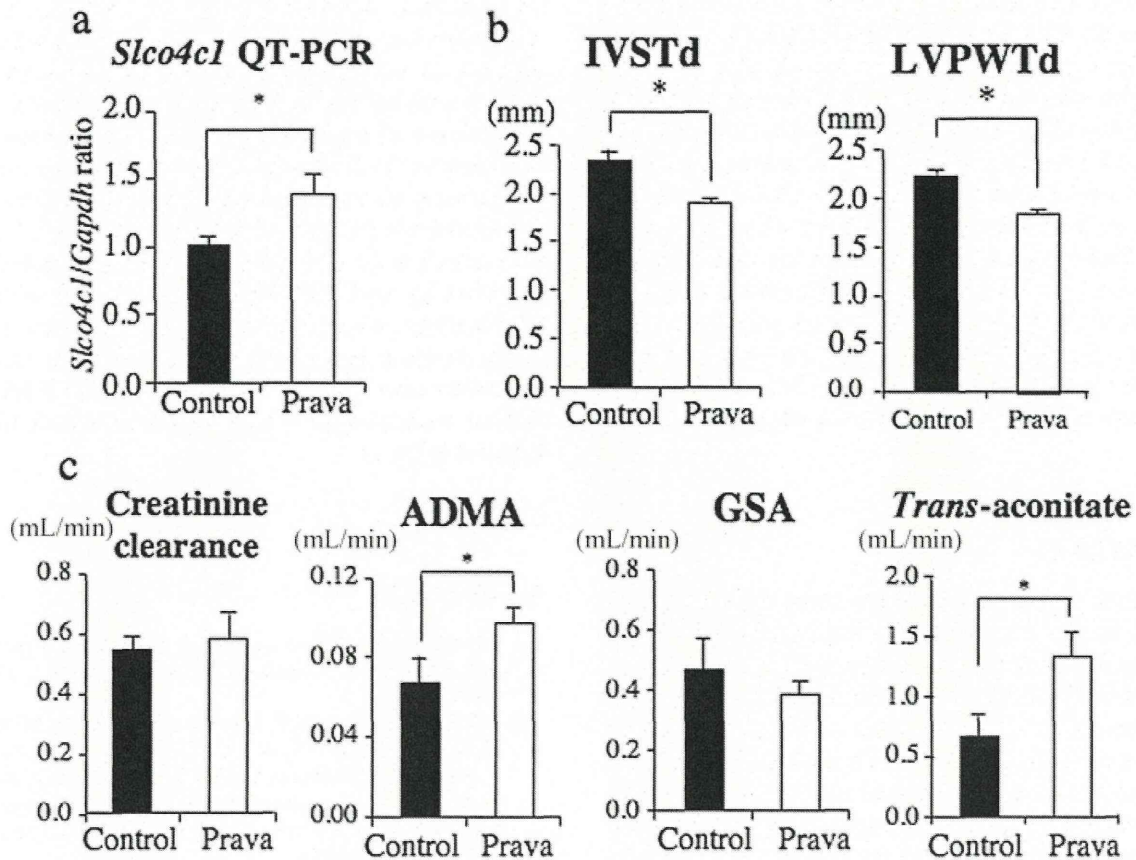 a
Slco4c1 QT-PCR
*
Slco4c1/Gapdh ratio
2.0
1.5
1.0
0.5
0.0
Control Prava
b
IVSTd
(mm)
*
2.5
2.0
1.5
1.0
0.5
0.0
Control Prava
LVPWTd
(mm)
*
2.5
2.0
1.5
1.0
0.5
0.0
Control Prava
c
Creatinine
clearance
(mL/min)
0.8
0.6
0.4
0.2
0.0
Control Prava
ADMA
(mL/min)
*
0.12
0.08
0.04
0.00
Control Prava
GSA
(mL/min)
0.8
0.6
0.4
0.2
0.0
Control Prava
Trans-aconitate
(mL/min)
*
2.0
1.5
1.0
0.5
0.0
Control Prava